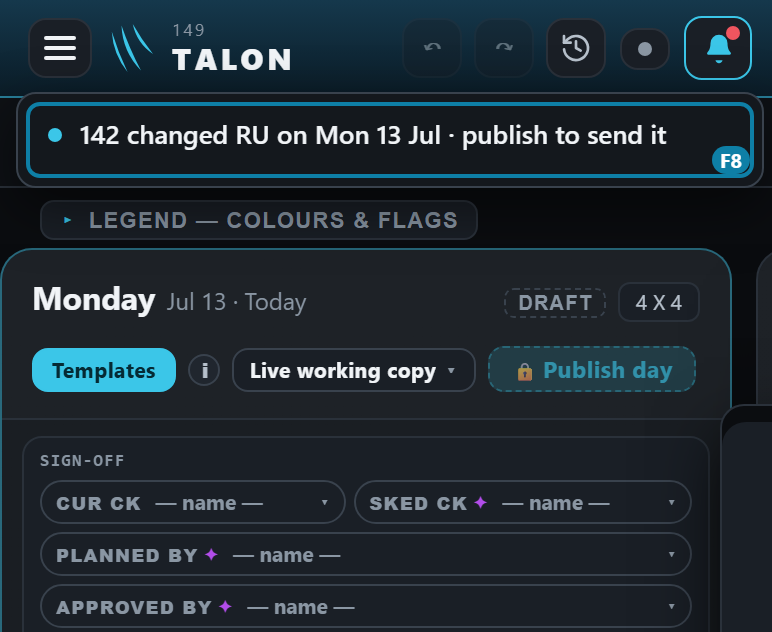 149
TALON
142 changed RU on Mon 13 Jul · publish to send it
F8
LEGEND — COLOURS & FLAGS
Monday Jul 13 · Today
DRAFT
4 X 4
Templates
i
Live working copy
Publish day
SIGN-OFF
CUR CK — name —
SKED CK — name —
PLANNED BY — name —
APPROVED BY — name —